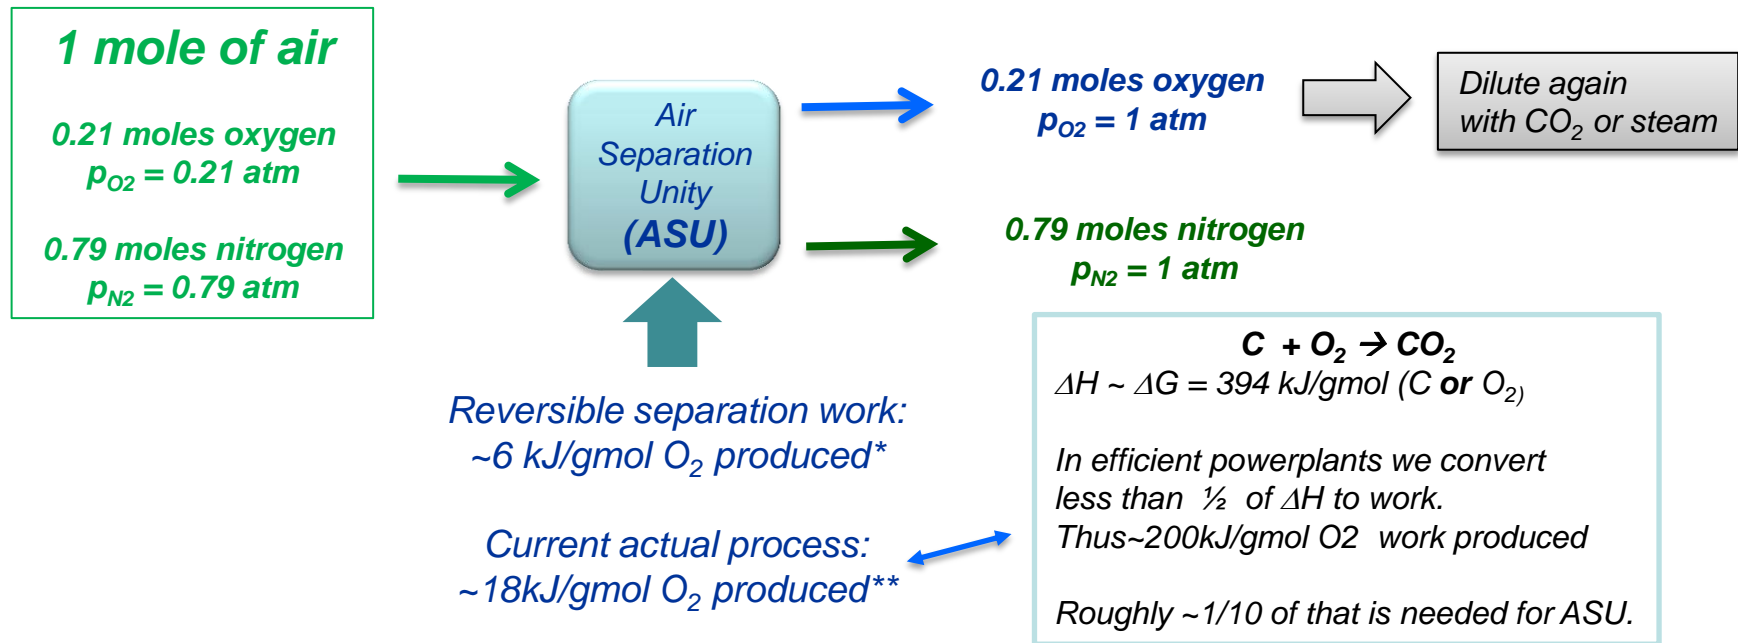 1 mole of air
0.21 moles oxygen
pO2 = 0.21 atm
0.79 moles nitrogen
pN2 = 0.79 atm
Air
Separation
Unity
(ASU)
0.21 moles oxygen
pO2 = 1 atm
Dilute again
with CO2 or steam
0.79 moles nitrogen
pN2 = 1 atm
Reversible separation work:
~6 kJ/gmol O2 produced*
Current actual process:
~18kJ/gmol O2 produced**
C + O2 → CO2
ΔH ~ ΔG = 394 kJ/gmol (C or O2)
In efficient powerplants we convert
less than ½ of ΔH to work.
Thus~200kJ/gmol O2 work produced
Roughly ~1/10 of that is needed for ASU.